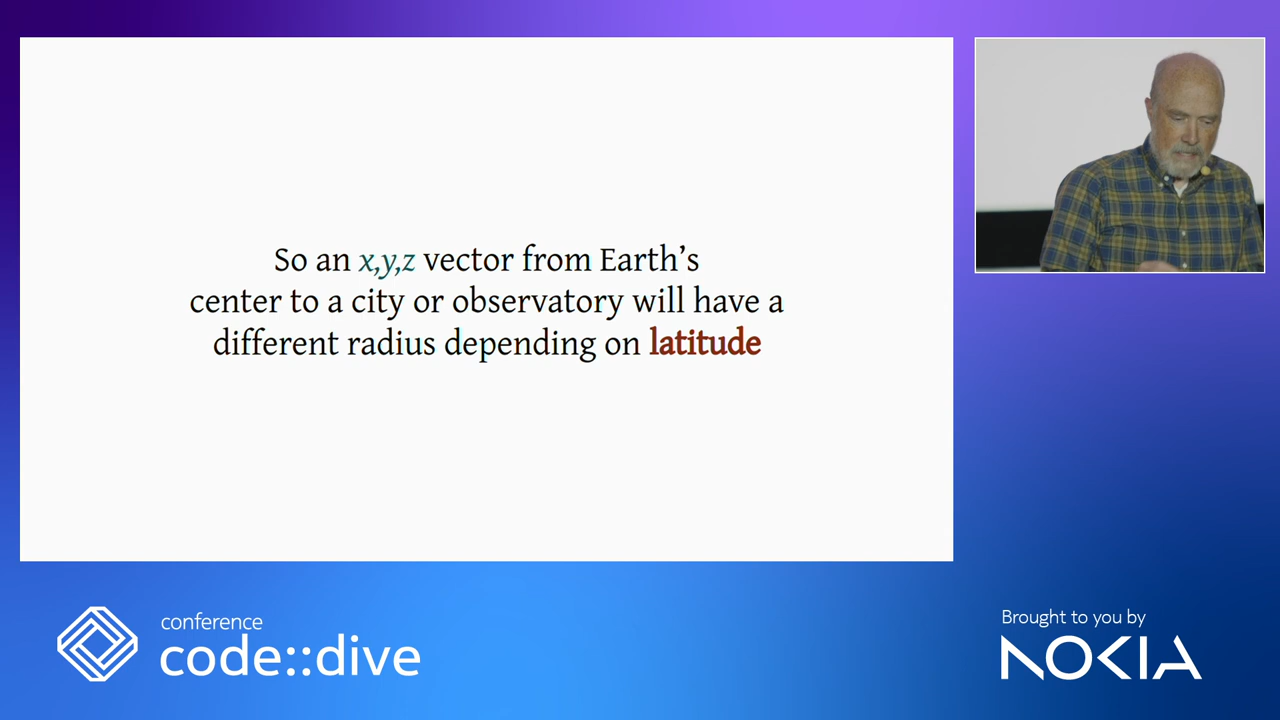 So an x,y,z vector from Earth’s
center to a city or observatory will have a
different radius depending on latitude
conference
code::dive
Brought to you by
NOKIA